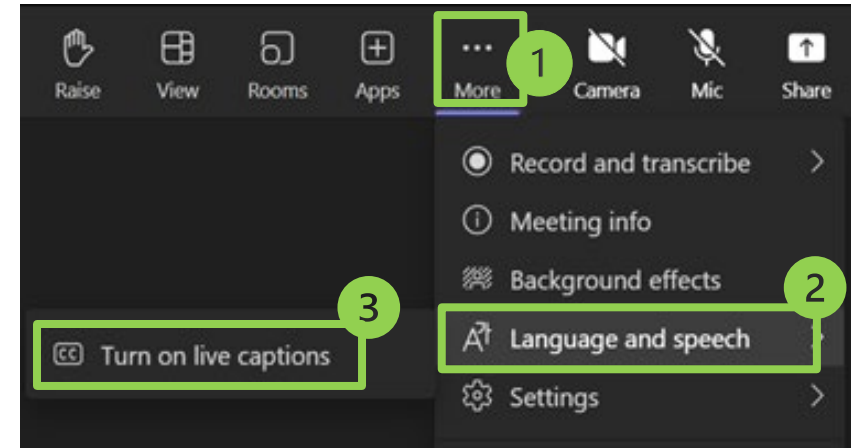 Raise View Rooms Apps More 1 Camera Mic Share
Record and transcribe
Meeting info
Background effects
2
Language and speech
3
CC Turn on live captions
Settings